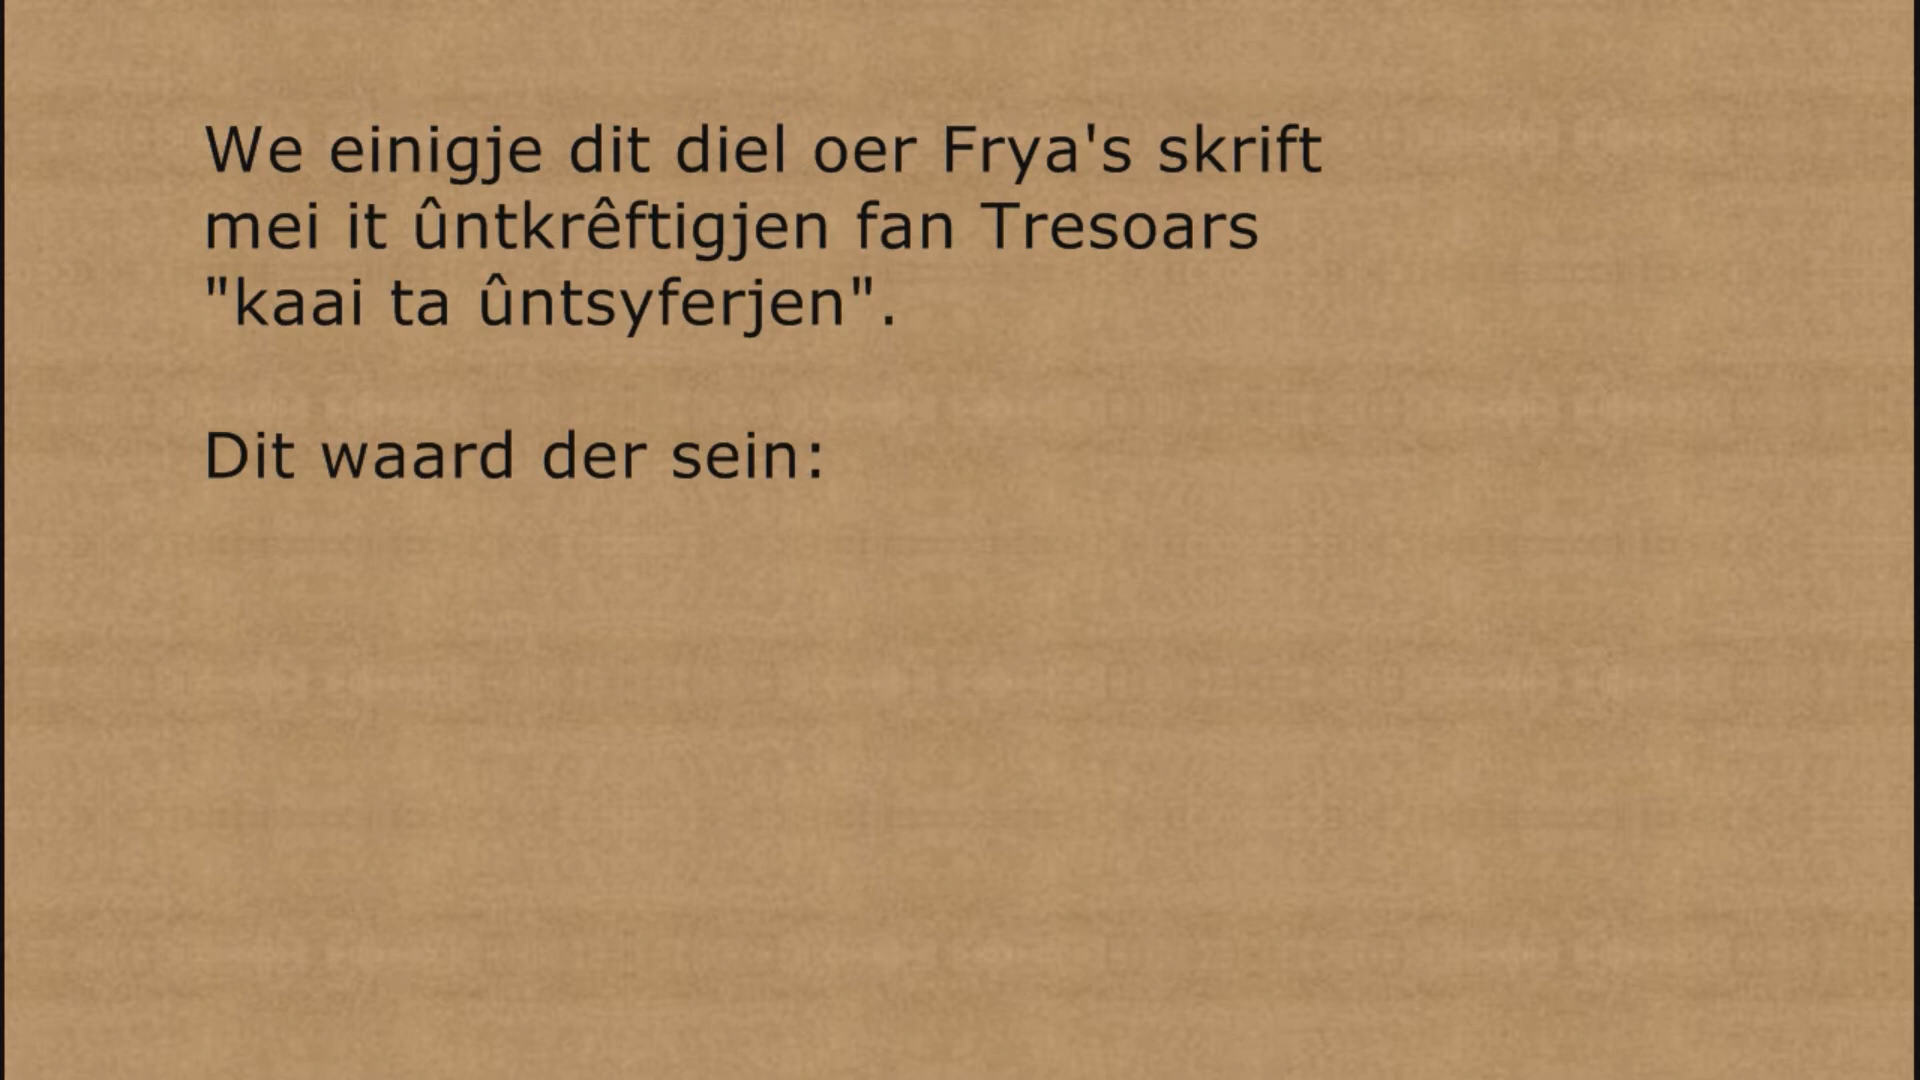 We einigje dit diel oer Frya's skrift
mei it ûntkrêftigjen fan Tresoars
"kaai ta ûntsyferjen".
Dit waard der sein: